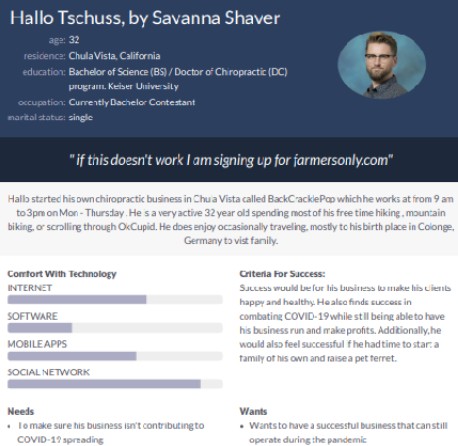 Hallo Tschuss, by Savanna Shaver
age: 32
residence: Chula Vista, California
education: Bachelor of Science (BS) / Doctor of Chiropractic (DC)
program, Keiser University
occupation: Currently Bachelor Contestant
marital status: single
" if this doesn't work I am signing up for farmersonly.com"
Hallo started his own chiropractic business in Chula Vista called BackCracklePop which he works at from 9 am
to 3pm on Mon - Thursday. He is a very active 32 year old spending most of his free time hiking, mountain
biking, or scrolling through OkCupid. He does enjoy occasionally traveling, mostly to his birth place in Colonge,
Germany to vist family.
Comfort With Technology
INTERNET
SOFTWARE
MOBILE APPS
SOCIAL NETWORK
Criteria For Success:
Success would be for his business to make his clients
happy and healthy. He also finds success in
combating COVID-19 while still being able to have
his business run and make profits. Additionally, he
would also feel successful if he had time to start a
family of his own and raise a pet ferret.
Needs
• To make sure his business isn't contributing to
COVID-19 spreading
Wants
• Wants to have a successful business that can still
operate during the pandemic